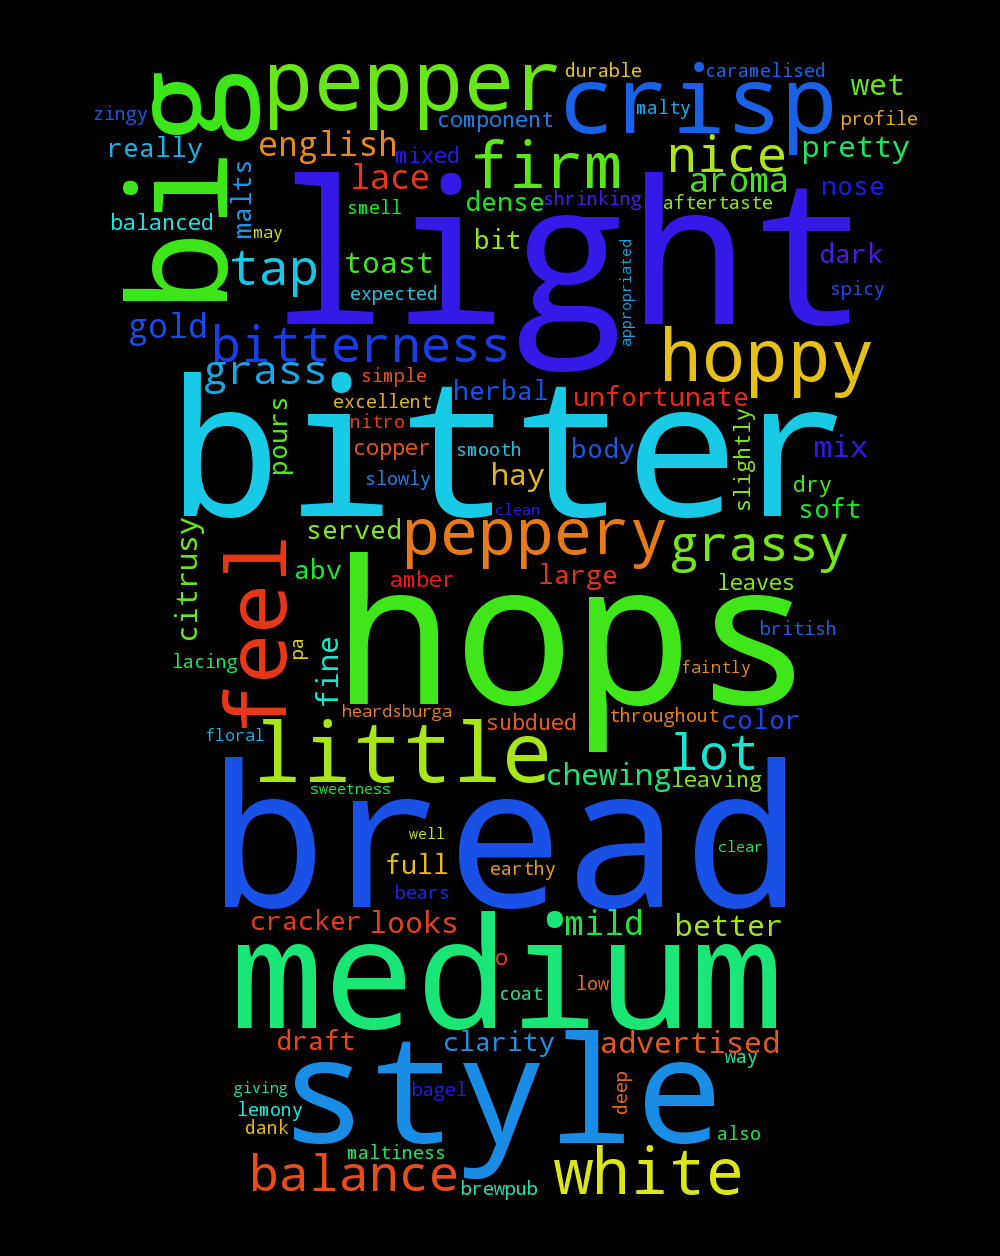 big
pepper
durable
crisp
caramelised
wet
zingy
component
malty
profile
really
english
mixed
firm
nice
pretty
malts
lace
aroma
nose
smell
dense
shrinking
aftertaste
balanced
may
light
bit
appropriated
dark
tap
toast
expected
spicy
gold
bitterness
hoppy
grass
simple
herbal
unfortunate
excellent
bitter
nitro
pours
copper
smooth
body
slightly
mix
slowly
hay
dry
clean
soft
citrusy
served
peppery
grassy
feel
abv
amber
large
leaves
hops
british
pa
fine
lacing
faintly
heardsburga
subdued
throughout
color
floral
little
lot
chewing
leaving
sweetness
bread
well
clear
full
earthy
bears
cracker
looks
mild
better
medium
o
coat
low
draft
clarity
advertised
way
style
giving
bagel
deep
lemony
dank
also
maltiness
balance
brewpub
white